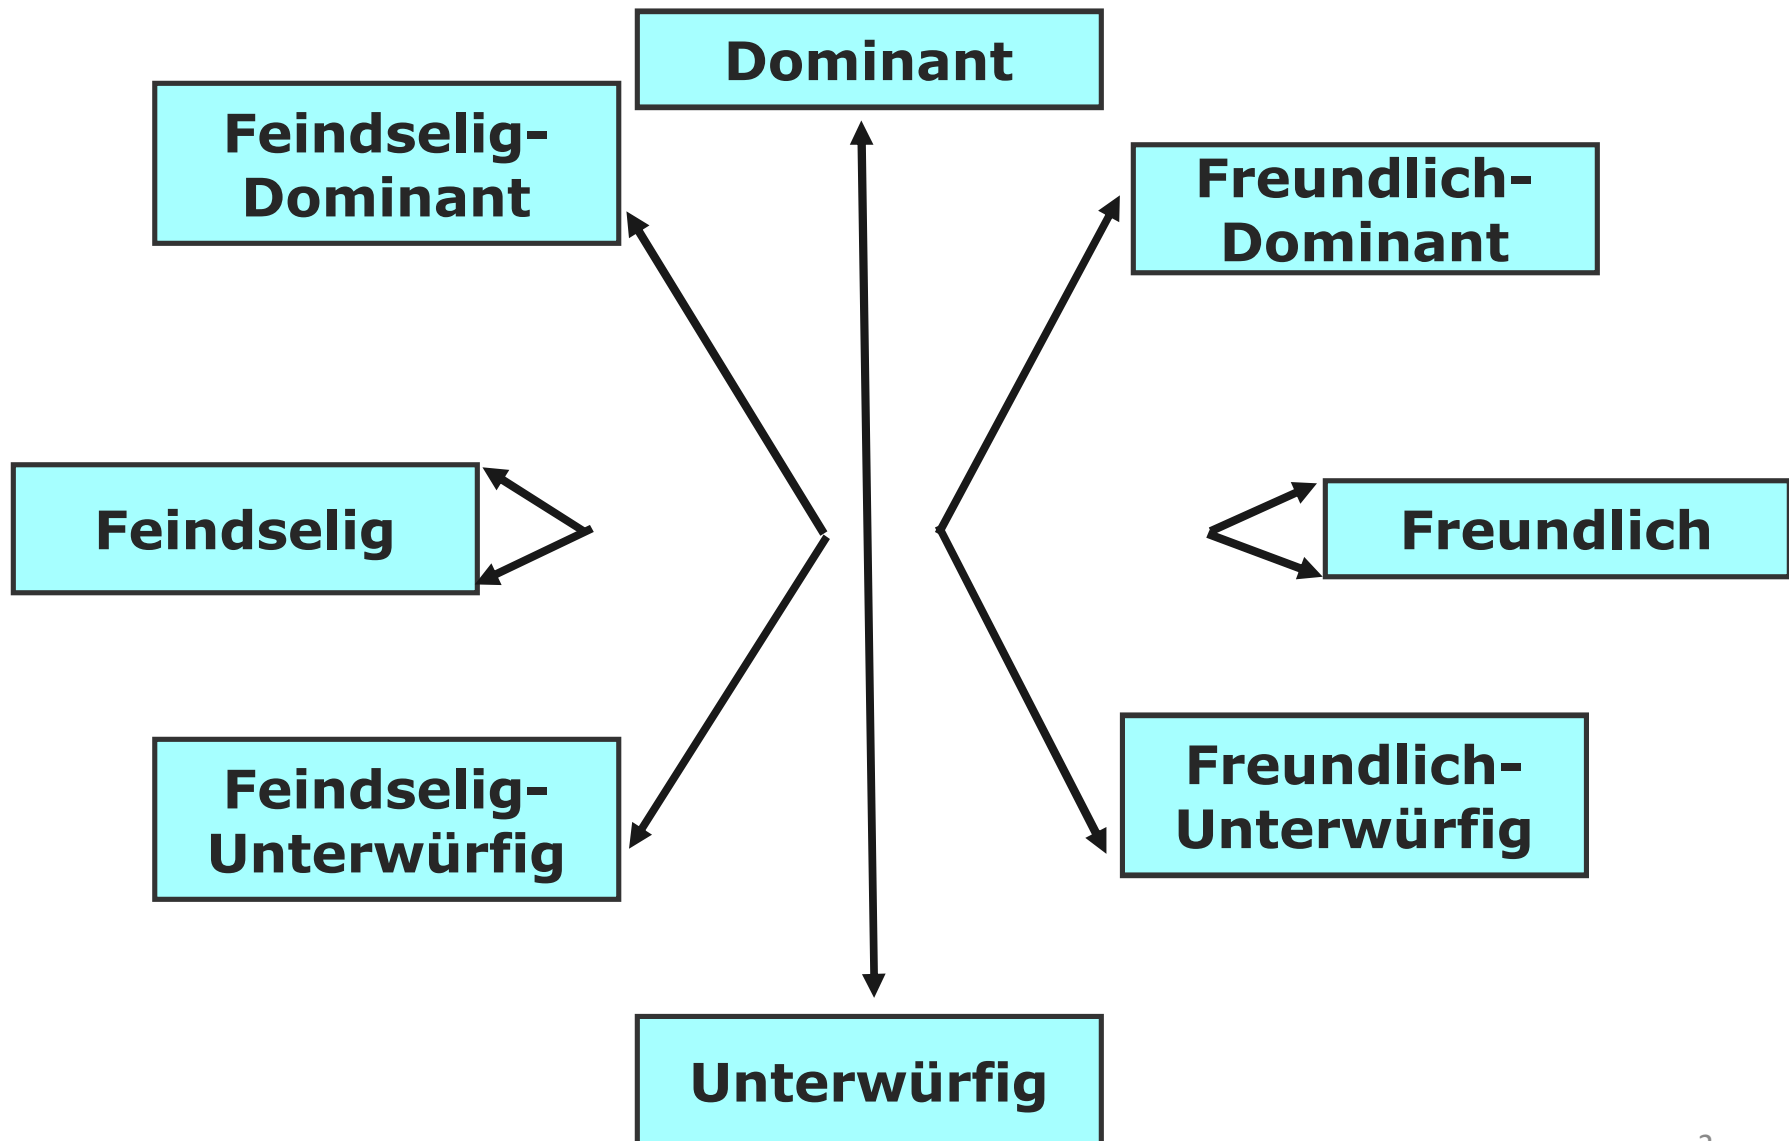 Dominant
Feindselig-
Dominant
Freundlich-
Dominant
Feindselig
Freundlich
Feindselig-
Unterwürfig
Freundlich-
Unterwürfig
Unterwürfig